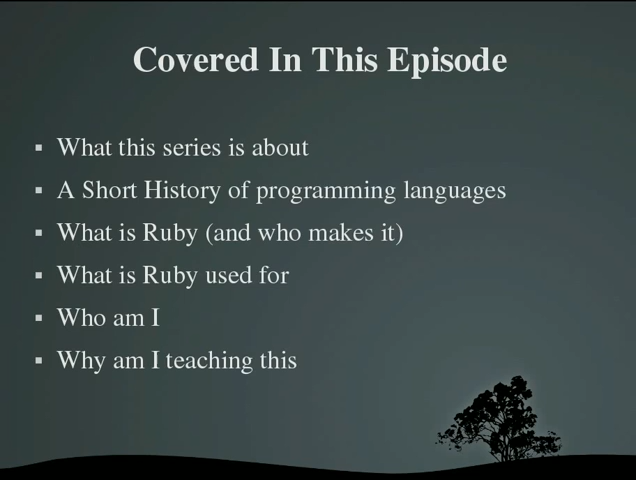 Covered In This Episode
What this series is about
A Short History of programming languages
What is Ruby (and who makes it)
What is Ruby used for
Who am I
Why am I teaching this